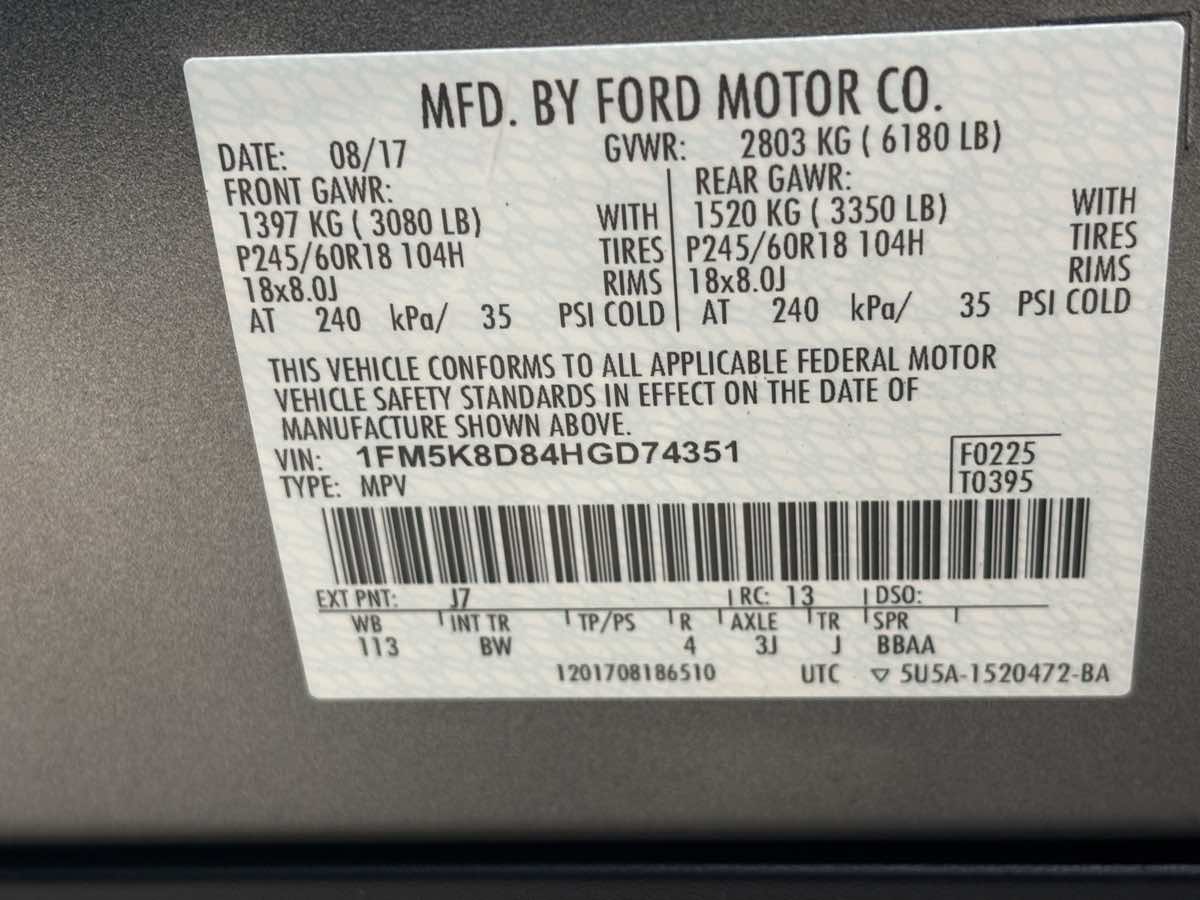 MFD. BY FORD MOTOR CO.
DATE: 08/17 GVWR: 2803 KG ( 6180 LB)
FRONT GAWR: REAR GAWR:
1397 KG ( 3080 LB) WITH 1520 KG ( 3350 LB) WITH
P245/60R18 104H TIRES P245/60R18 104H TIRES
18x8.0J RIMS 18x8.0J RIMS
AT 240 kPa/ 35 PSI COLD AT 240 kPa/ 35 PSI COLD
THIS VEHICLE CONFORMS TO ALL APPLICABLE FEDERAL MOTOR
VEHICLE SAFETY STANDARDS IN EFFECT ON THE DATE OF
MANUFACTURE SHOWN ABOVE.
VIN: 1FM5K8D84HGD74351 F0225
TYPE: MPV T0395
EXT PNT: J7 RC: 13 DSO:
WB INT TR TP/PS R AXLE TR SPR
113 BW 4 3J J BBAA
1201708186510 UTC ▽ 5U5A-1520472-BA